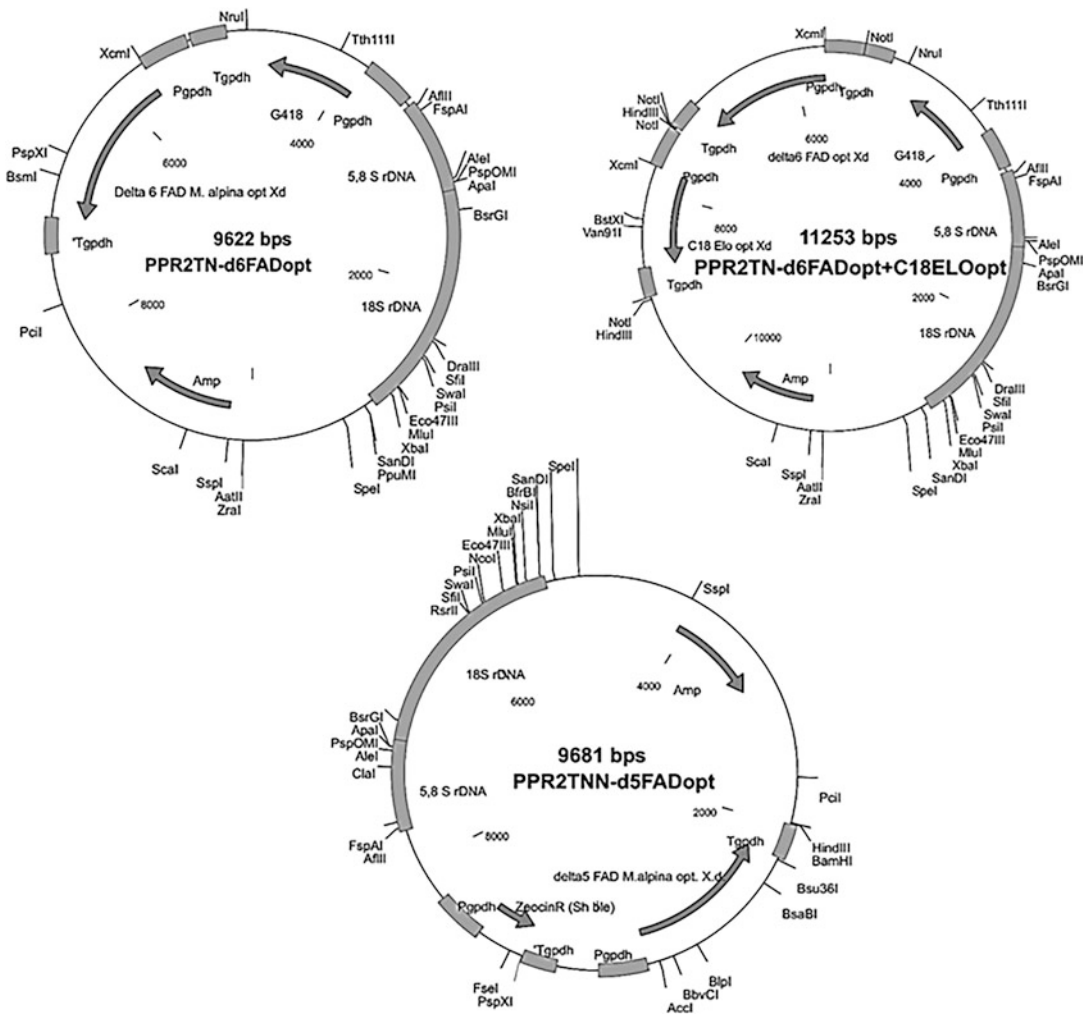 NruI
XcmI
Tth111I
Tgpdh
Pgpdh
G418
Pgpdh
4000
AflII
FspAI
PspXI
BsmI
6000
5,8 S rDNA
AleI
PspOMI
ApaI
Delta 6 FAD M. alpina opt Xd
BsrGI
'Tgpdh
9622 bps
PPR2TN-d6FADopt
2000
8000
18S rDNA
PciI
DraIII
SfiI
SwaI
PsiI
Amp
Eco47III
MluI
XbaI
SanDI
PpuMI
SpeI
ScaI
SspI
AatII
ZraI
XcmI
NotI
NruI
Tth111I
NotI
HindIII
NotI
Pgpdh
Tgpdh
6000
delta6 FAD opt Xd
Tgpdh
G418
4000
Pgpdh
AflII
FspAI
XcmI
Pgpdh
5,8 S rDNA
BstXI
Van91I
8000
C18 Elo opt Xd
11253 bps
PPR2TN-d6FADopt+C18ELOopt
AleI
PspOMI
ApaI
BsrGI
Tgpdh
2000
NotI
HindIII
10000
18S rDNA
Amp
DraIII
SfiI
SwaI
PsiI
Eco47III
MluI
XbaI
SanDI
SpeI
ScaI
SspI
AatII
ZraI
SpeI
SanDI
BfrBI
NsiI
XbaI
MluI
Eco47III
NcoI
PsiI
SwaI
SfiI
RsrII
SspI
18S rDNA
6000
4000
Amp
BsrGI
ApaI
PspOMI
AleI
ClaI
9681 bps
PPR2TNN-d5FADopt
5,8 S rDNA
PciI
2000
FspAI
AflII
8000
Tgpdh
HindIII
BamHI
delta5 FAD M.alpina opt. X.d
Bsu36I
BsaBI
Pgpdh
ZeocinR (Sh ble)
'Tgpdh
Pgpdh
FseI
PspXI
BlpI
BbvCI
AccI